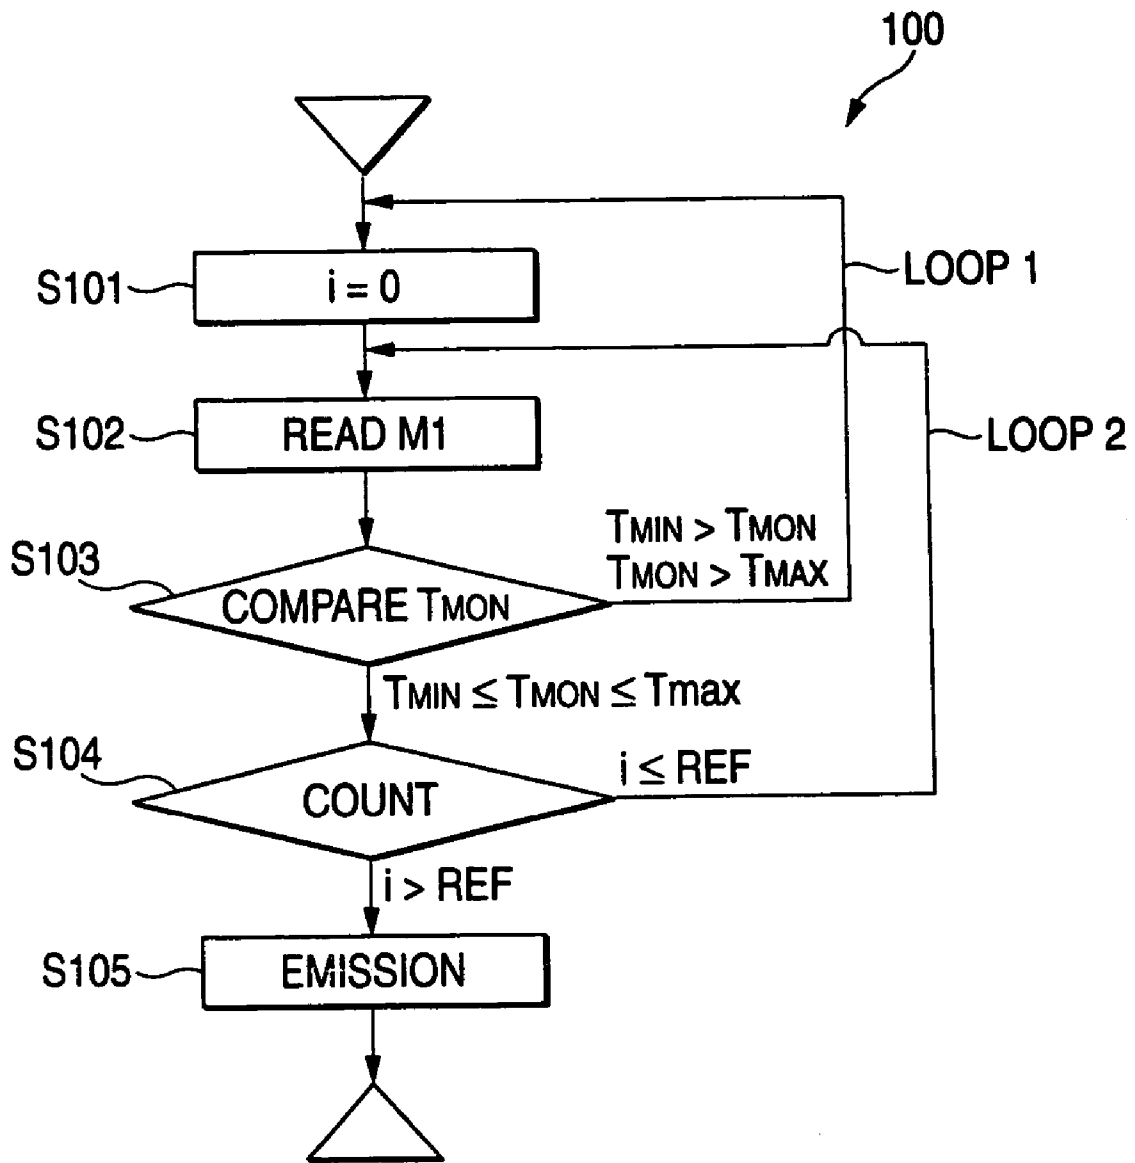 100
S101
i = 0
LOOP 1
S102
READ M1
LOOP 2
TMIN > TMON
TMON > TMAX
S103
COMPARE TMON
TMIN ≤ TMON ≤ Tmax
S104
COUNT
i ≤ REF
i > REF
S105
EMISSION